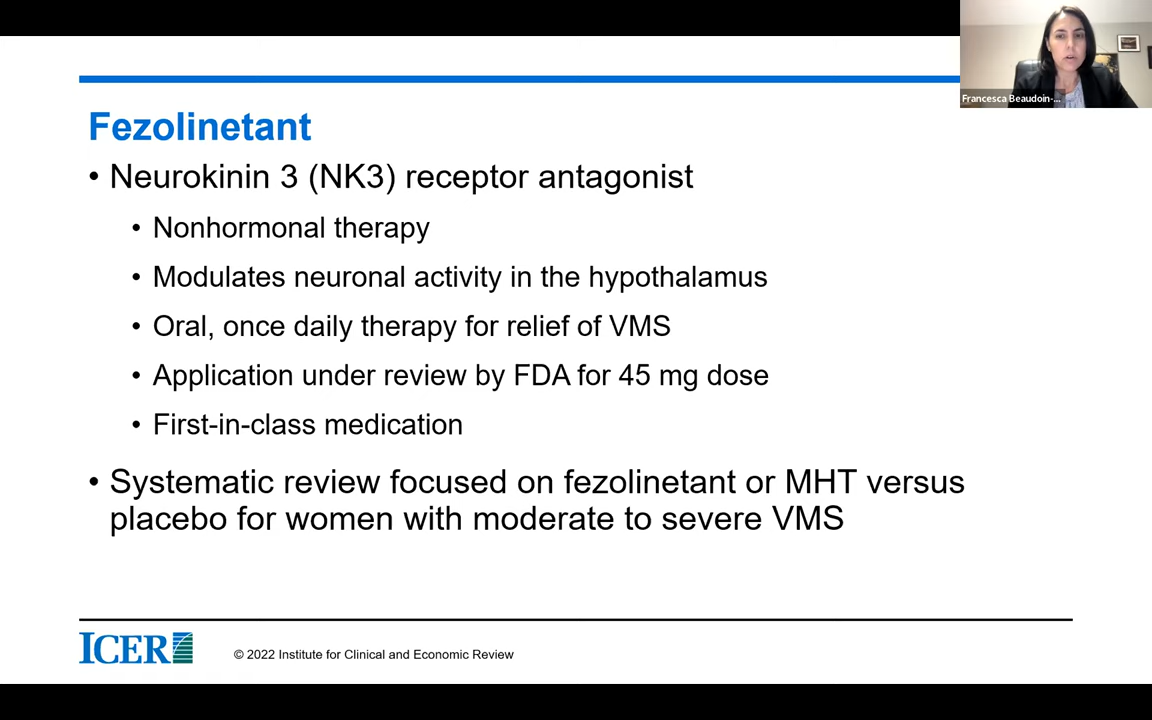 Francesca Beaudoin-...
Fezolinetant
• Neurokinin 3 (NK3) receptor antagonist
• Nonhormonal therapy
• Modulates neuronal activity in the hypothalamus
• Oral, once daily therapy for relief of VMS
• Application under review by FDA for 45 mg dose
• First-in-class medication
• Systematic review focused on fezolinetant or MHT versus
placebo for women with moderate to severe VMS
ICER
© 2022 Institute for Clinical and Economic Review